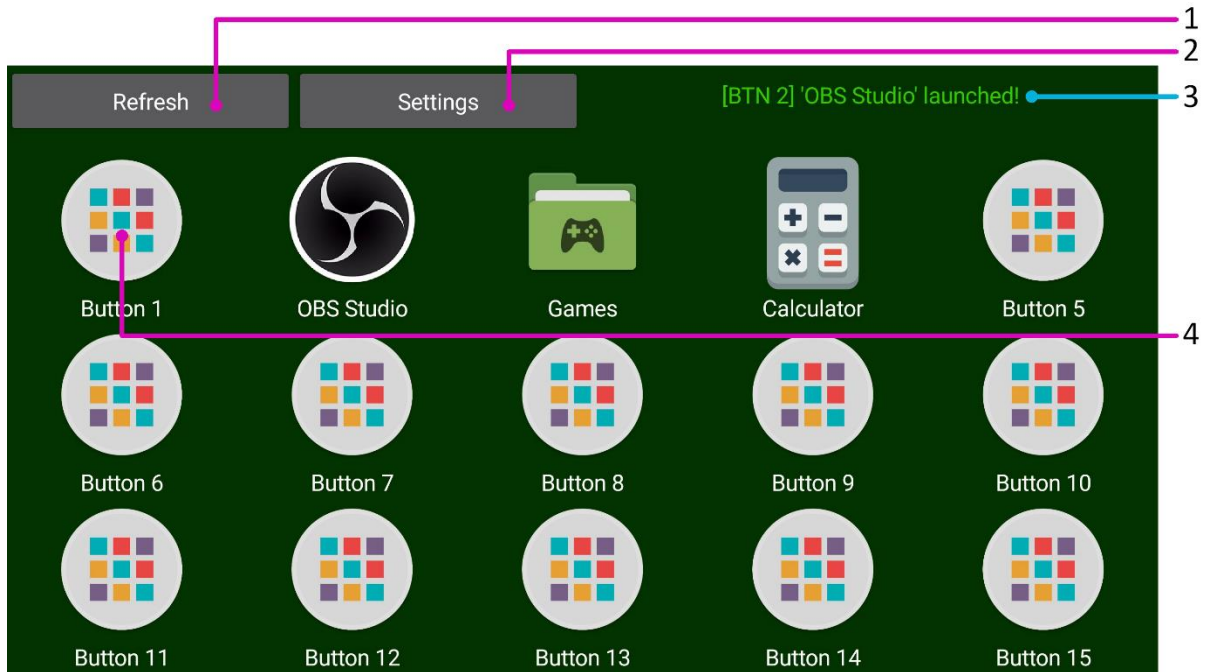 1
2
Refresh
Settings
[BTN 2] 'OBS Studio' launched!
3
Button 1
OBS Studio
Games
Calculator
Button 5
4
Button 6
Button 7
Button 8
Button 9
Button 10
Button 11
Button 12
Button 13
Button 14
Button 15